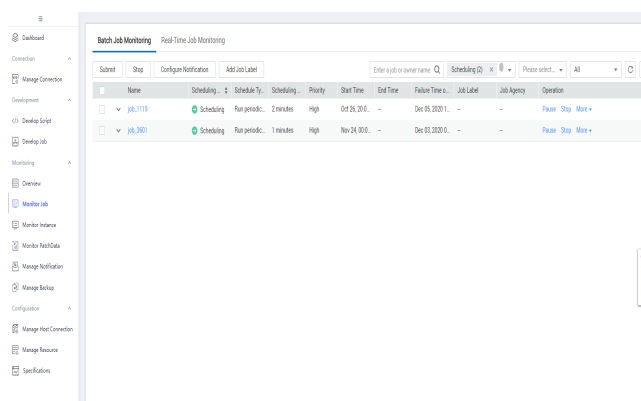 Dashboard
Connection
Manage Connection
Development
Develop Script
Develop Job
Monitoring
Overview
Monitor Job
Monitor Instance
Monitor PatchData
Manage Notification
Manage Backup
Configuration
Manage Host Connection
Manage Resource
Specifications
Batch Job Monitoring Real-Time Job Monitoring
Submit Stop Configure Notification Add Job Label Enter a job or owner name. Scheduling (2) × Please select... All
Name Scheduling... Schedule Ty... Scheduling ... Priority Start Time End Time Failure Time o... Job Label Job Agency Operation
job_1119 Scheduling Run periodic... 2 minutes High Oct 26, 20:0... -- Dec 05, 2020 1... -- -- Pause Stop More
job_3601 Scheduling Run periodic... 1 minutes High Nov 24, 00:0... -- Dec 03, 2020 0... -- -- Pause Stop More